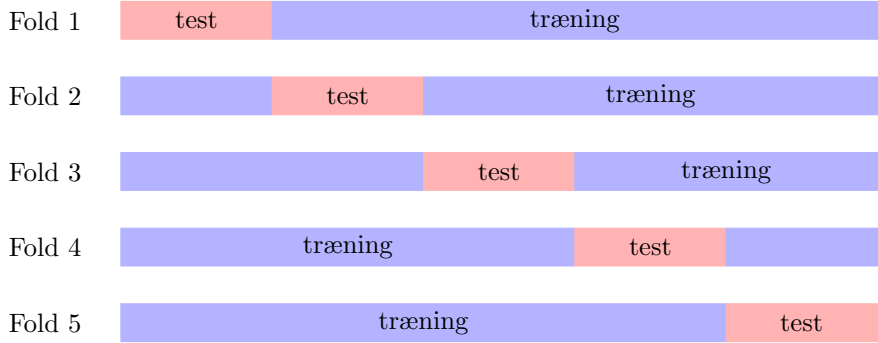 Fold 1 test træning
Fold 2 test træning
Fold 3 test træning
Fold 4 træning test
Fold 5 træning test